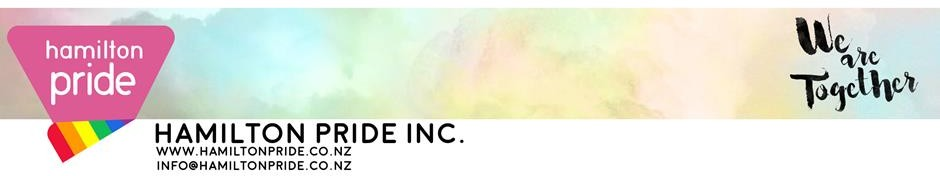 hamilton
pride
We
are
Together
HAMILTON PRIDE INC.
WWW.HAMILTONPRIDE.CO.NZ
INFO@HAMILTONPRIDE.CO.NZ